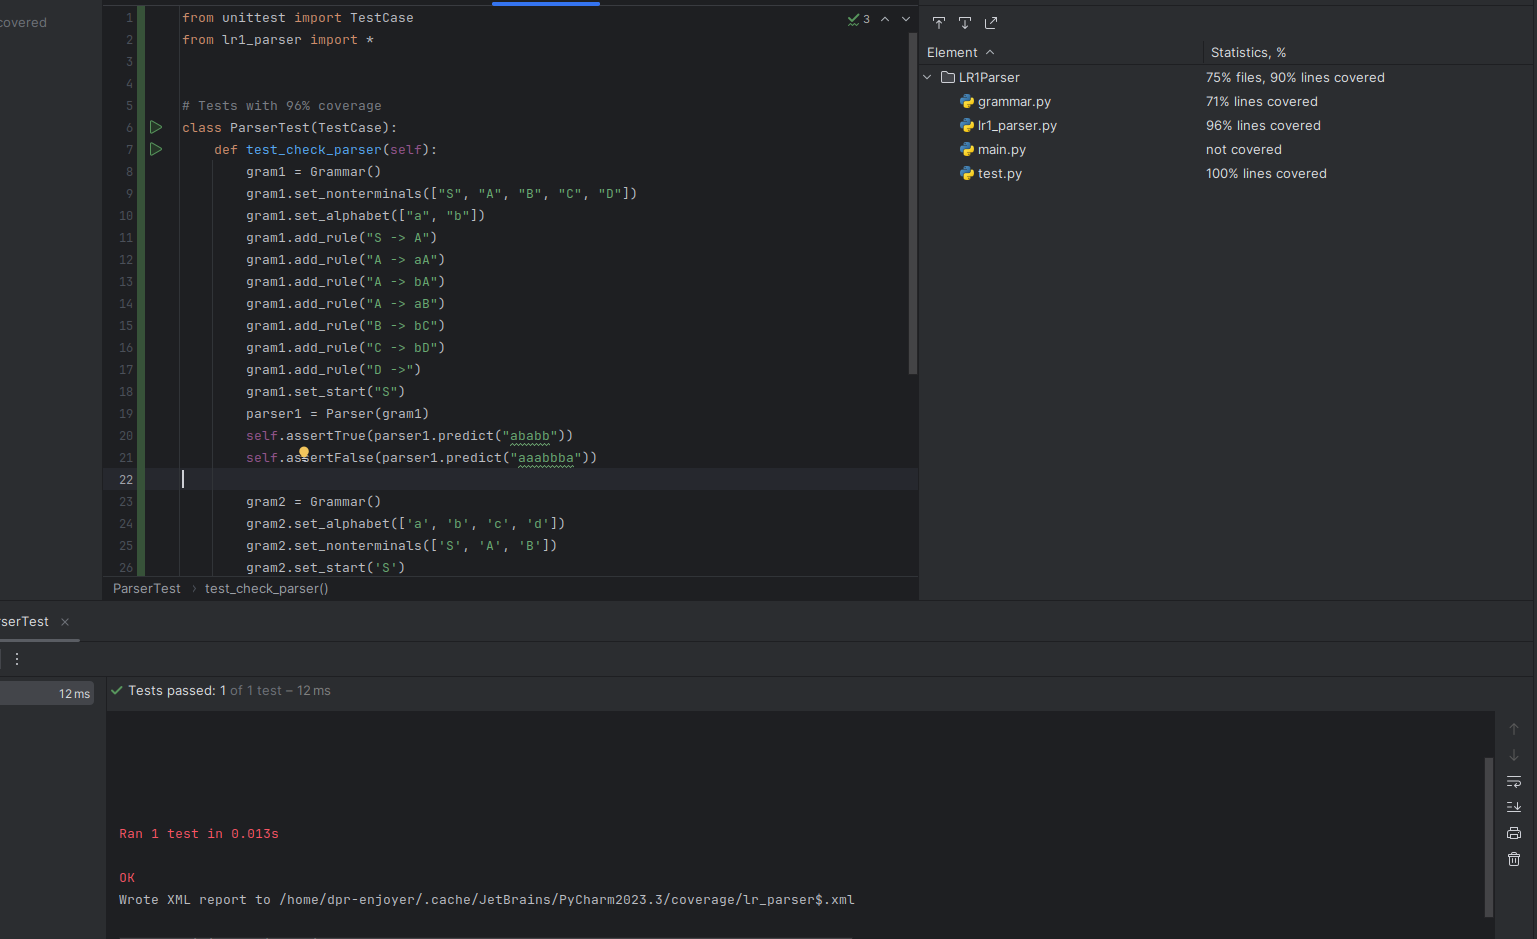 covered
1 from unittest import TestCase
2 from lr1_parser import *
3
4
5 # Tests with 96% coverage
6 class ParserTest(TestCase):
7 def test_check_parser(self):
8 gram1 = Grammar()
9 gram1.set_nonterminals(["S", "A", "B", "C", "D"])
10 gram1.set_alphabet(["a", "b"])
11 gram1.add_rule("S -> A")
12 gram1.add_rule("A -> aA")
13 gram1.add_rule("A -> bA")
14 gram1.add_rule("A -> aB")
15 gram1.add_rule("B -> bC")
16 gram1.add_rule("C -> bD")
17 gram1.add_rule("D ->")
18 gram1.set_start("S")
19 parser1 = Parser(gram1)
20 self.assertTrue(parser1.predict("ababb"))
21 self.assertFalse(parser1.predict("aaabbba"))
22
23 gram2 = Grammar()
24 gram2.set_alphabet(['a', 'b', 'c', 'd'])
25 gram2.set_nonterminals(['S', 'A', 'B'])
26 gram2.set_start('S')
3
ParserTest › test_check_parser()
Element Statistics, %
LR1Parser 75% files, 90% lines covered
grammar.py 71% lines covered
lr1_parser.py 96% lines covered
main.py not covered
test.py 100% lines covered
rserTest
12 ms
Tests passed: 1 of 1 test – 12 ms
Ran 1 test in 0.013s
OK
Wrote XML report to /home/dpr-enjoyer/.cache/JetBrains/PyCharm2023.3/coverage/lr_parser$.xml